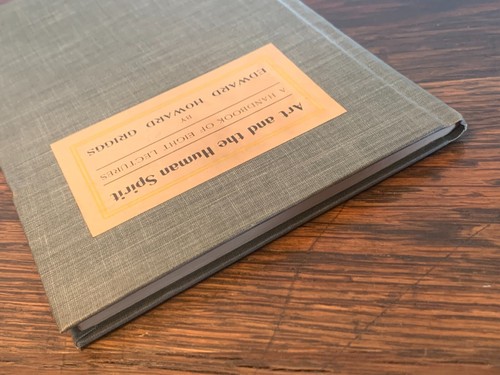 Art and the Human Spirit
A HANDBOOK OF EIGHT LECTURES
BY
EDWARD HOWARD GRIGGS